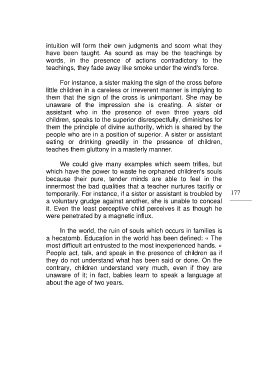 intuition will form their own judgments and scorn what they
have been taught. As sound as may be the teachings by
words, in the presence of actions contradictory to the
teachings, they fade away like smoke under the wind's force.
For instance, a sister making the sign of the cross before
little children in a careless or irreverent manner is implying to
them that the sign of the cross is unimportant. She may be
unaware of the impression she is creating. A sister or
assistant who in the presence of even three years old
children, speaks to the superior disrespectfully, diminishes for
them the principle of divine authority, which is shared by the
people who are in a position of superior. A sister or assistant
eating or drinking greedily in the presence of children,
teaches them gluttony in a masterly manner.
We could give many examples which seem trifles, but
which have the power to waste he orphaned children's souls
because their pure, tender minds are able to feel in the
innermost the bad qualities that a teacher nurtures tacitly or
temporarily. For instance, if a sister or assistant is troubled by
a voluntary grudge against another, she is unable to conceal
it. Even the least perceptive child perceives it as though he
were penetrated by a magnetic influx.
In the world, the ruin of souls which occurs in families is
a hecatomb. Education in the world has been defined: « The
most difficult art entrusted to the most inexperienced hands. »
People act, talk, and speak in the presence of children as if
they do not understand what has been said or done. On the
contrary, children understand very much, even if they are
unaware of it; in fact, babies learn to speak a language at
about the age of two years.
177